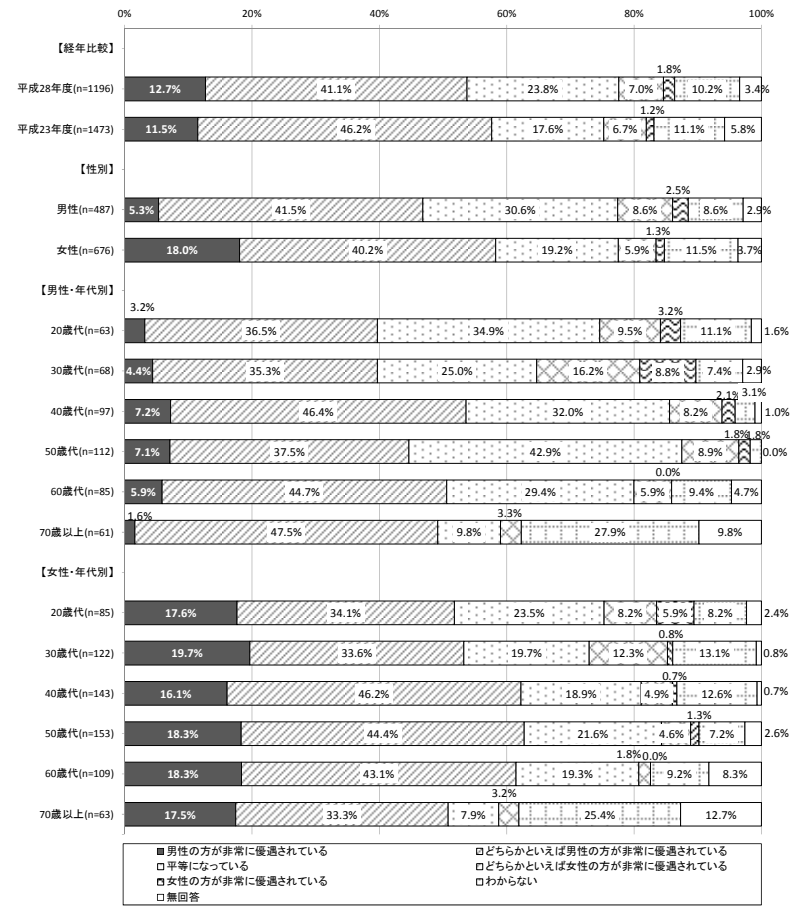 0% 20% 40% 60% 80% 100%
【経年比較】
1.8%
平成28年度(n=1196) 12.7% 41.1% 23.8% 7.0% 10.2% 3.4%
1.2%
平成23年度(n=1473) 11.5% 46.2% 17.6% 6.7% 11.1% 5.8%
【性別】
2.5%
男性(n=487) 5.3% 41.5% 30.6% 8.6% 8.6% 2.9%
1.3%
女性(n=676) 18.0% 40.2% 19.2% 5.9% 11.5% 3.7%
【男性・年代別】
3.2% 3.2%
20歳代(n=63) 36.5% 34.9% 9.5% 11.1% 1.6%
30歳代(n=68) 4.4% 35.3% 25.0% 16.2% 8.8% 7.4% 2.9%
2.1% 3.1%
40歳代(n=97) 7.2% 46.4% 32.0% 8.2% 1.0%
1.8% 1.8%
50歳代(n=112) 7.1% 37.5% 42.9% 8.9% 0.0%
0.0%
60歳代(n=85) 5.9% 44.7% 29.4% 5.9% 9.4% 4.7%
1.6% 3.3%
70歳以上(n=61) 47.5% 9.8% 27.9% 9.8%
【女性・年代別】
20歳代(n=85) 17.6% 34.1% 23.5% 8.2% 5.9% 8.2% 2.4%
0.8%
30歳代(n=122) 19.7% 33.6% 19.7% 12.3% 13.1% 0.8%
0.7%
40歳代(n=143) 16.1% 46.2% 18.9% 4.9% 12.6% 0.7%
1.3%
50歳代(n=153) 18.3% 44.4% 21.6% 4.6% 7.2% 2.6%
1.8% 0.0%
60歳代(n=109) 18.3% 43.1% 19.3% 9.2% 8.3%
3.2%
70歳以上(n=63) 17.5% 33.3% 7.9% 25.4% 12.7%
男性の方が非常に優遇されている どちらかといえば男性の方が非常に優遇されている
平等になっている どちらかといえば女性の方が非常に優遇されている
女性の方が非常に優遇されている わからない
無回答